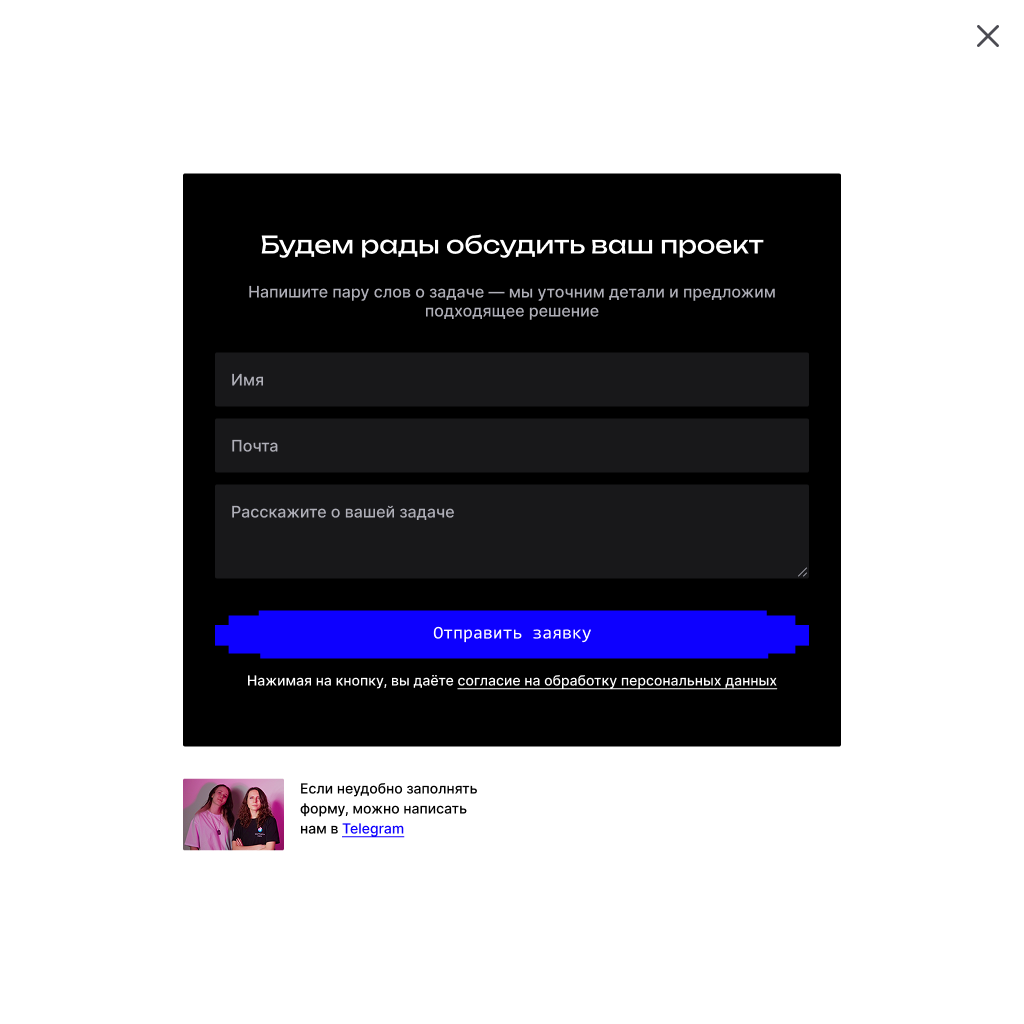 Будем рады обсудить ваш проект
Напишите пару слов о задаче — мы уточним детали и предложим
подходящее решение
Имя
Почта
Расскажите о вашей задаче
Отправить заявку
Нажимая на кнопку, вы даёте согласие на обработку персональных данных
Если неудобно заполнять
форму, можно написать
нам в Telegram